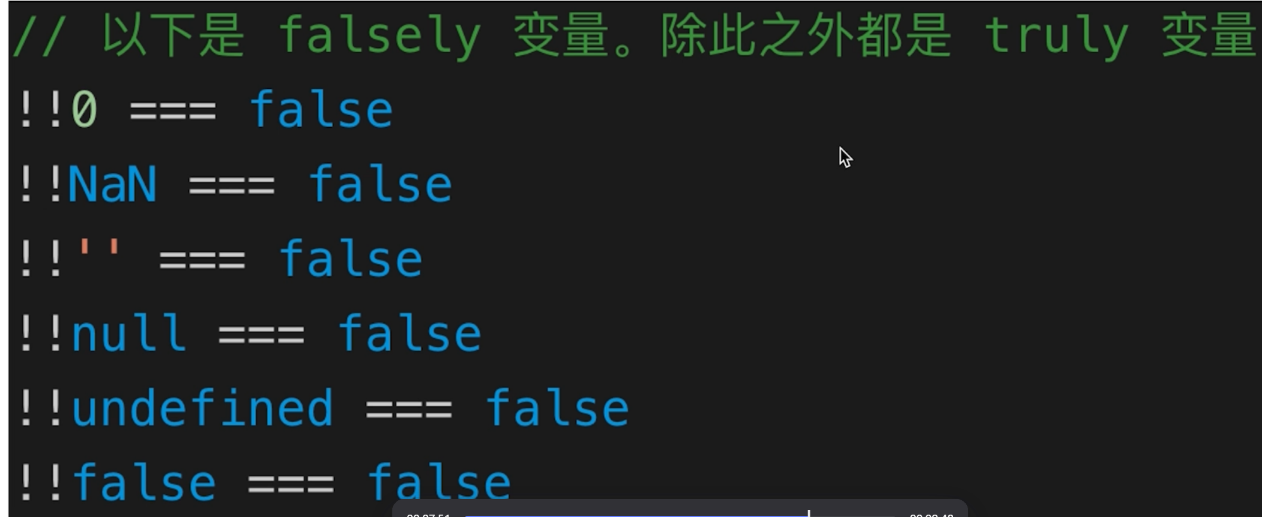 // 以下是 falsely 变量。除此之外都是 truly 变量
!!0 === false
!!NaN === false
!!'' === false
!!null === false
!!undefined === false
!!false === false